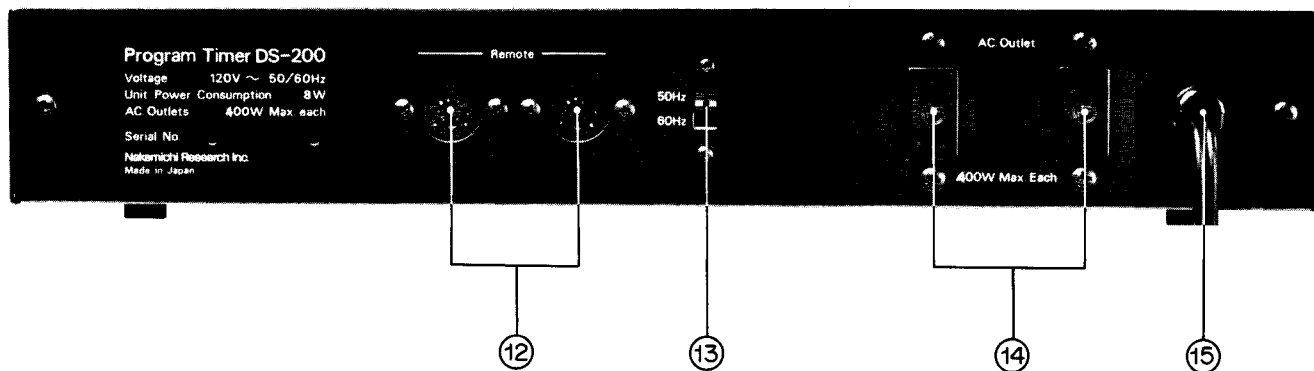 Program Timer DS-200
Voltage 120V ~ 50/60Hz
Unit Power Consumption 8W
AC Outlets 400W Max each
Serial No.
Nakamichi Research Inc.
Made in Japan
Remote
50Hz
60Hz
AC Outlet
400W Max Each
12
13
14
15